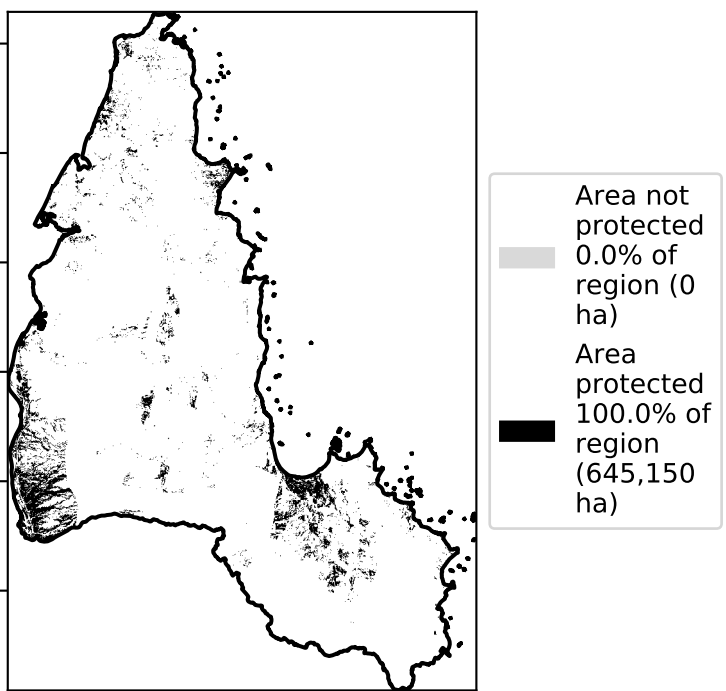 Area not
protected
0.0% of
region (0
ha)
Area
protected
100.0% of
region
(645,150
ha)